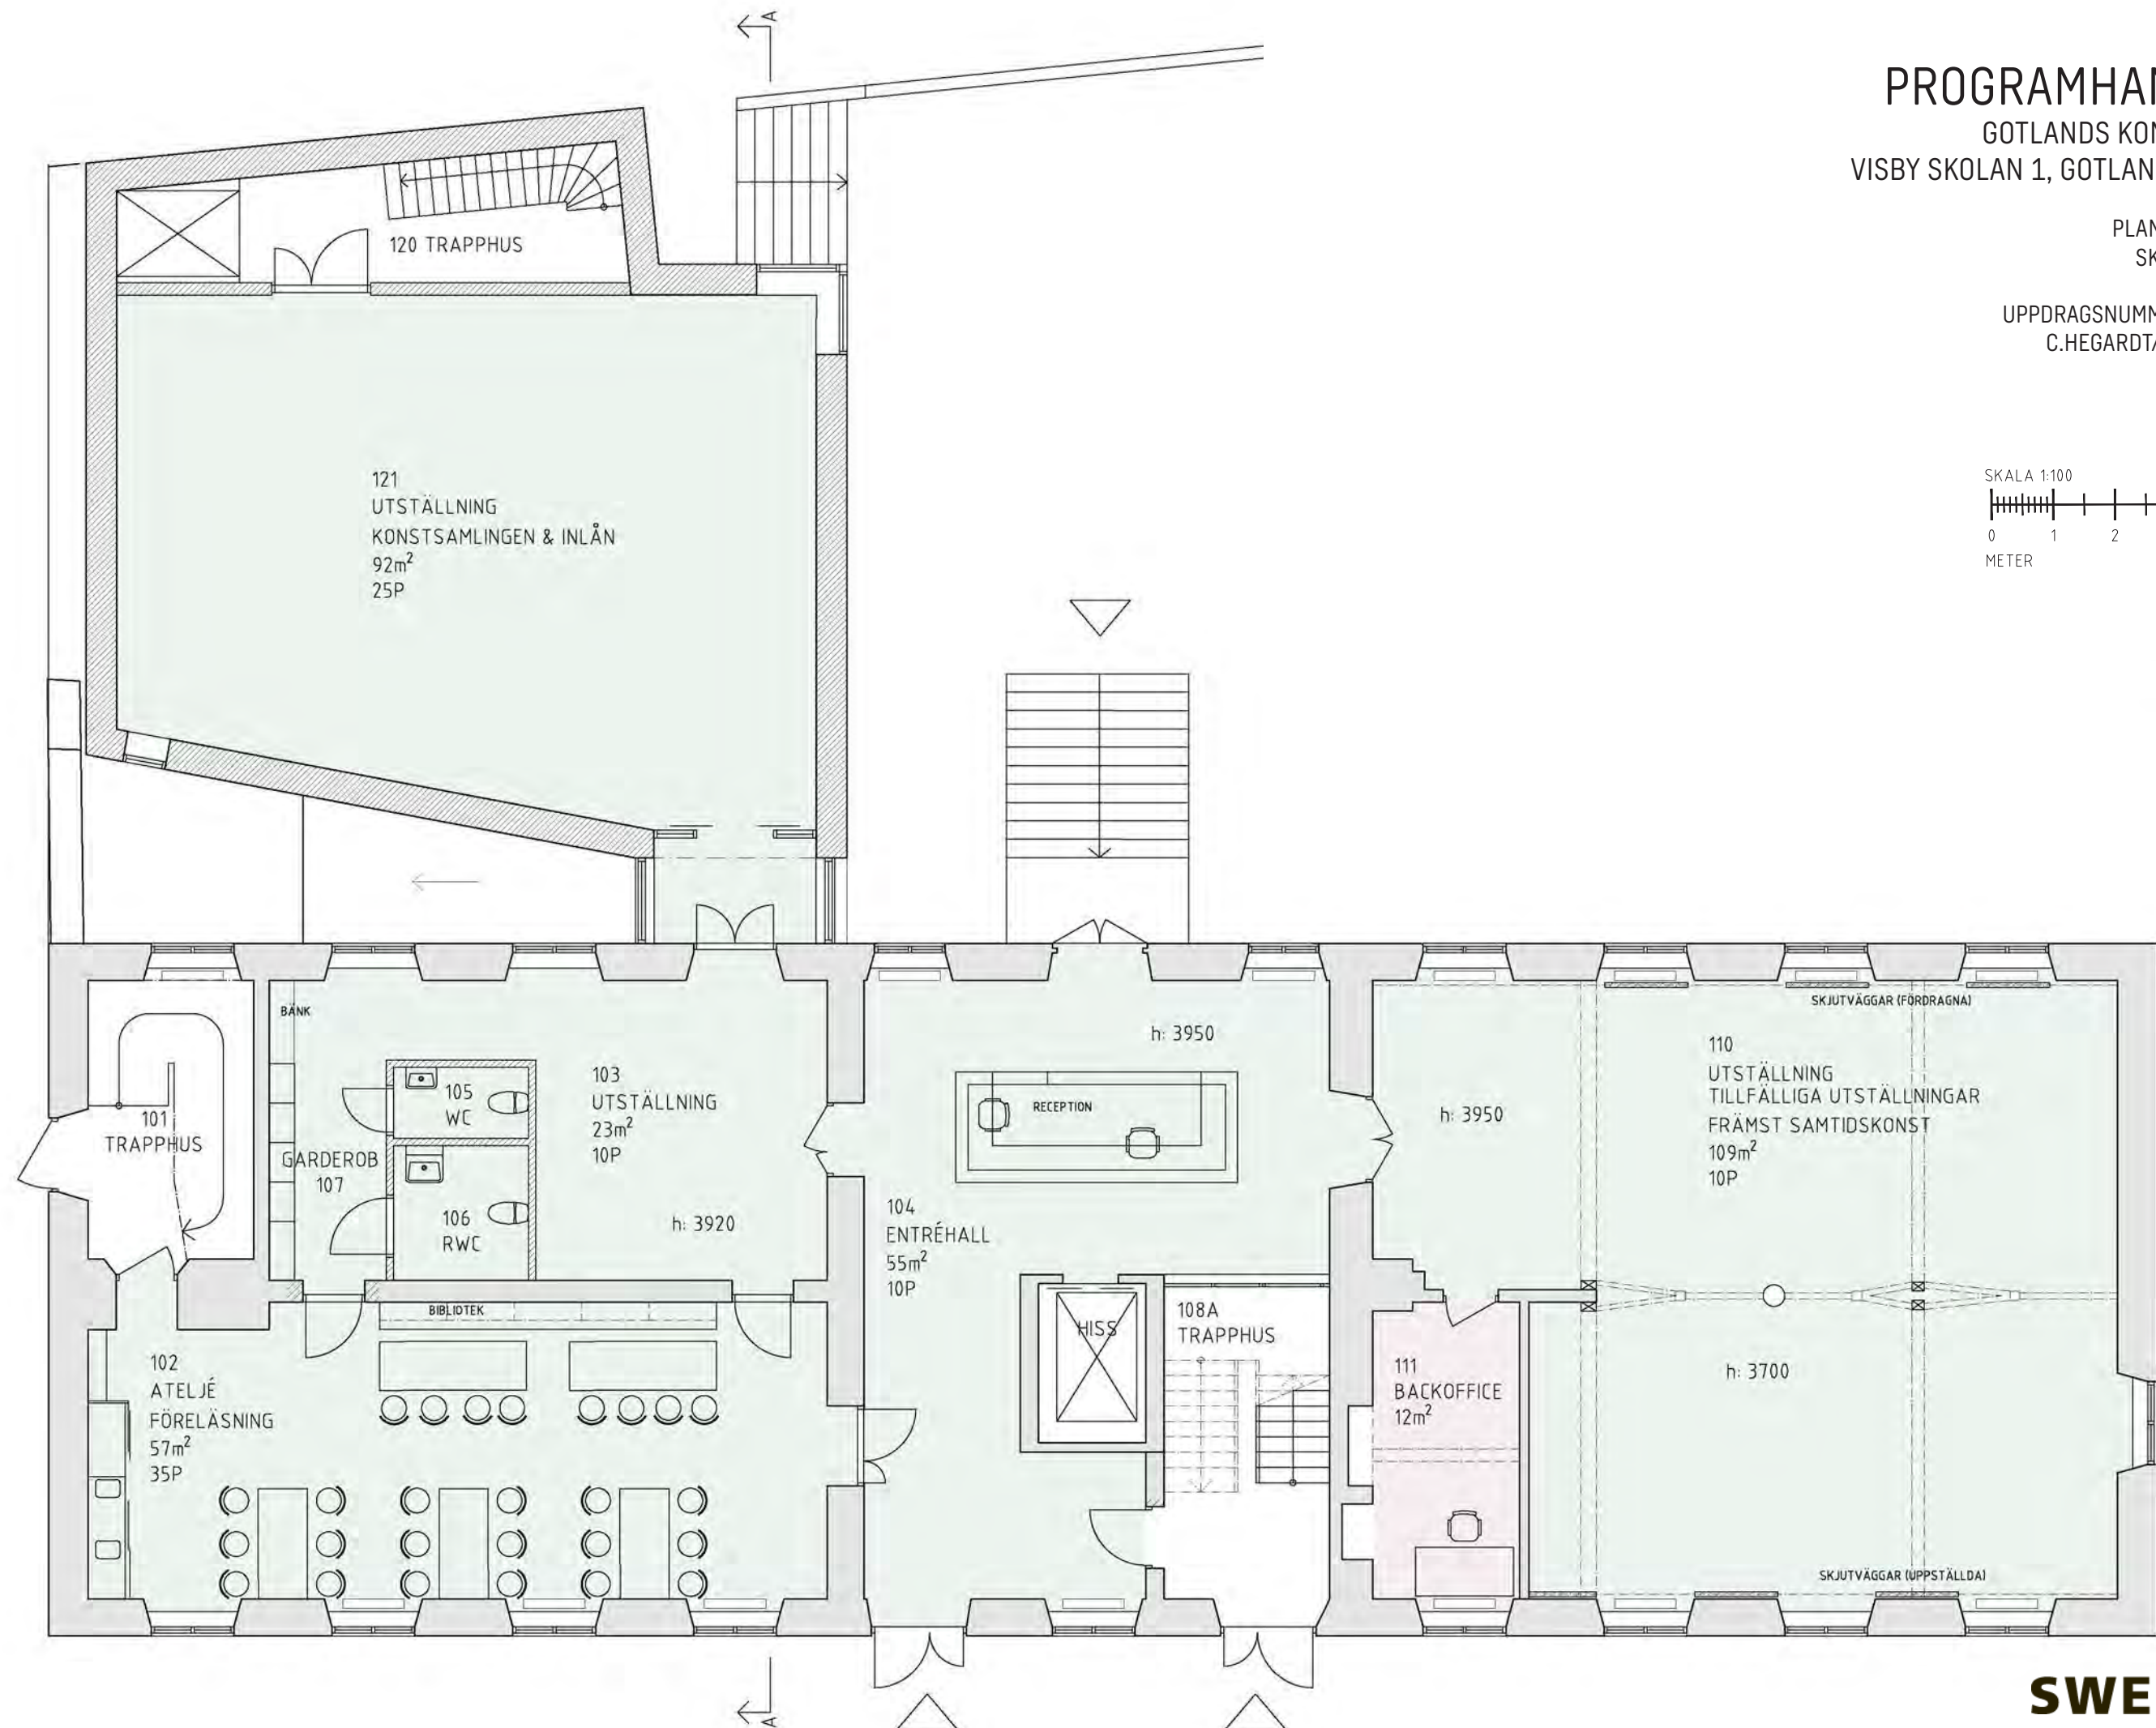 A
PROGRAMHAN
GOTLANDS KON
VISBY SKOLAN 1, GOTLAN
PLAN
SK
UPPDRAGSNUMM
C.HEGARDT/
SKALA 1:100
0 1 2
METER
120 TRAPPHUS
121
UTSTÄLLNING
KONSTSAMLINGEN & INLÅN
92m²
25P
BÄNK
101
TRAPPHUS
105
WC
GARDEROB
107
106
RWC
103
UTSTÄLLNING
23m²
10P
h: 3920
h: 3950
RECEPTION
104
ENTRÉHALL
55m²
10P
HISS
108A
TRAPPHUS
h: 3950
SKJUTVÄGGAR (FÖRDRAGNA)
110
UTSTÄLLNING
TILLFÄLLIGA UTSTÄLLNINGAR
FRÄMST SAMTIDSKONST
109m²
10P
BIBLIOTEK
102
ATELJÉ
FÖRELÄSNING
57m²
35P
111
BACKOFFICE
12m²
h: 3700
SKJUTVÄGGAR (UPPSTÄLLDA)
A
SWE